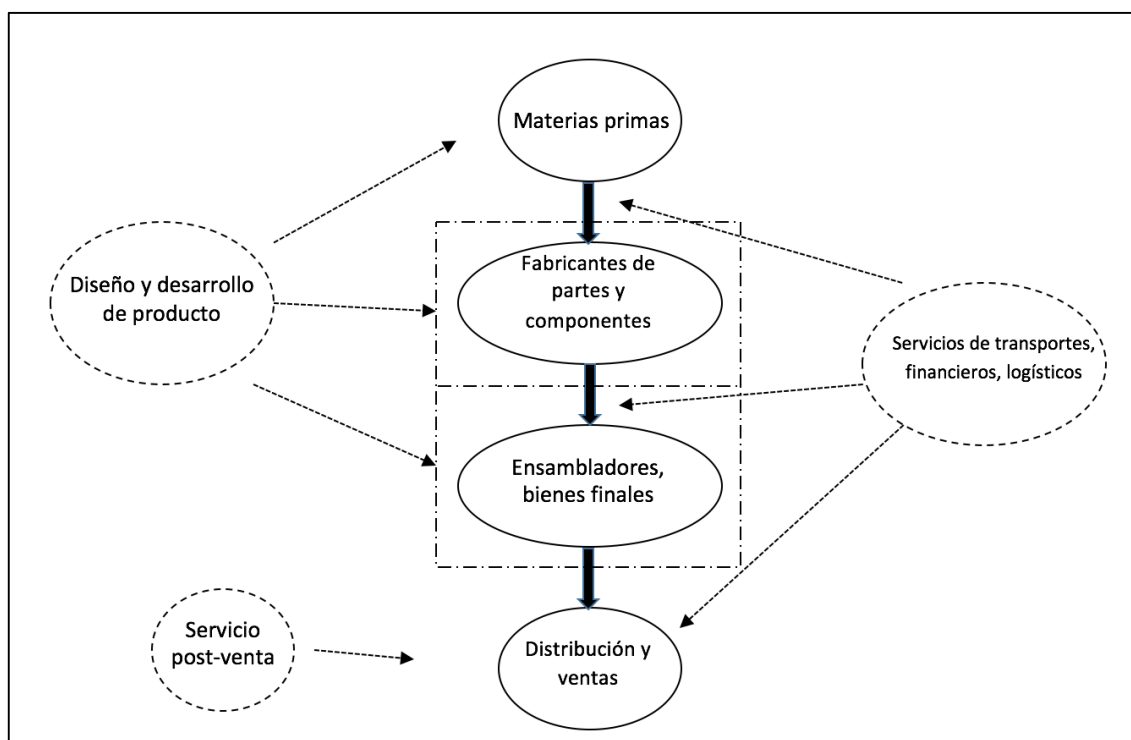 Materias primas
Diseño y desarrollo
de producto
Fabricantes de
partes y
componentes
Servicios de transportes,
financieros, logísticos
Ensambladores,
bienes finales
Servicio
post-venta
Distribución y
ventas